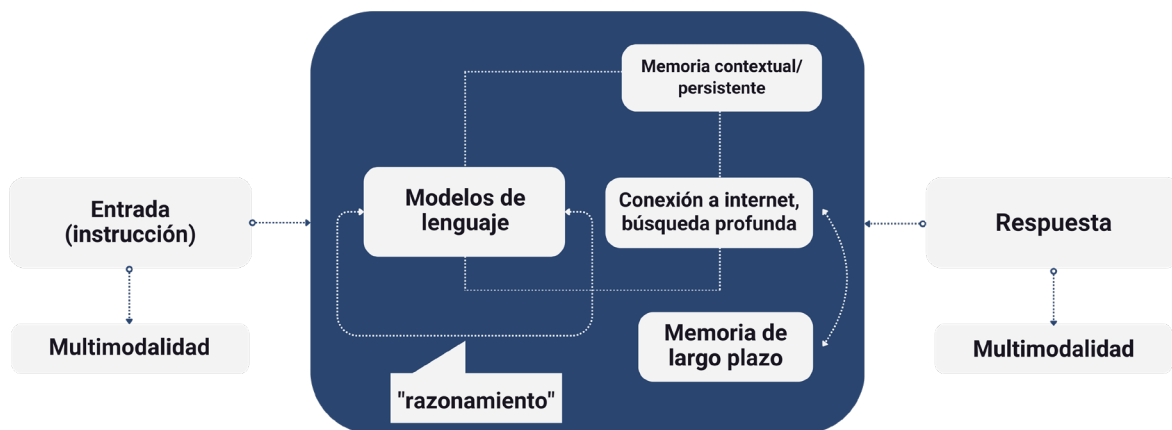 Memoria contextual/
persistente
Entrada
(instrucción)
Multimodalidad
Modelos de
lenguaje
Conexión a internet,
búsqueda profunda
Memoria de
largo plazo
"razonamiento"
Respuesta
Multimodalidad